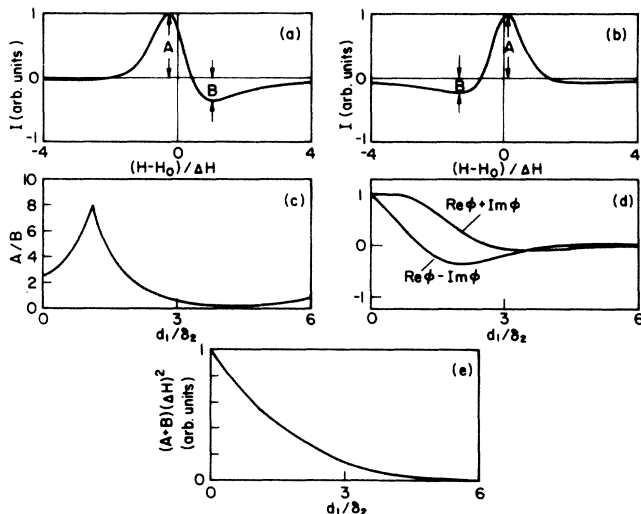 (a)
I (arb. units)
1
0
-1
A
B
-4
0
4
(H-H₀)/ΔH
(b)
I (arb. units)
1
0
-1
B
A
-4
0
4
(H-H₀)/ΔH
(c)
A/B
10
8
6
4
2
0
0
3
6
d₁/δ₂
(d)
1
0
-1
Reϕ+Imϕ
Reϕ-Imϕ
0
3
6
d₁/δ₂
(e)
(A+B)(ΔH)²
(arb. units)
1
0
0
3
6
d₁/δ₂